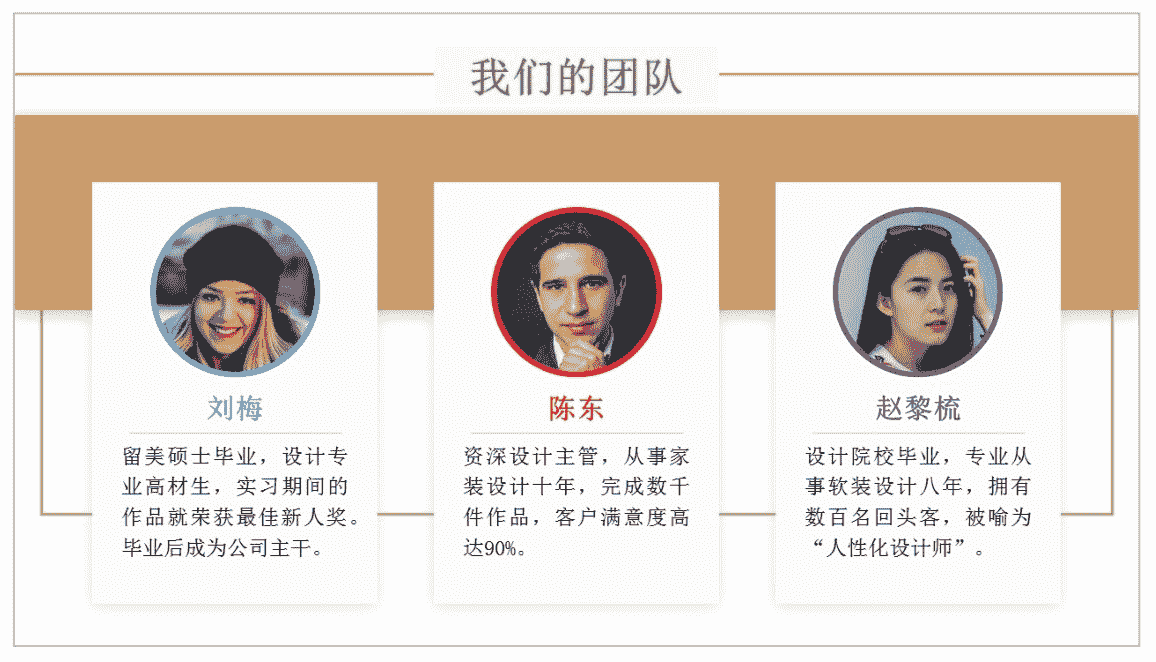 我们的团队
刘梅
留美硕士毕业，设计专
业高材生，实习期间的
作品就荣获最佳新人奖。
毕业后成为公司主干。
陈东
资深设计主管，从事家
装设计十年，完成数千
件作品，客户满意度高
达90%。
赵黎梳
设计院校毕业，专业从
事软装设计八年，拥有
数百名回头客，被喻为
“人性化设计师”。